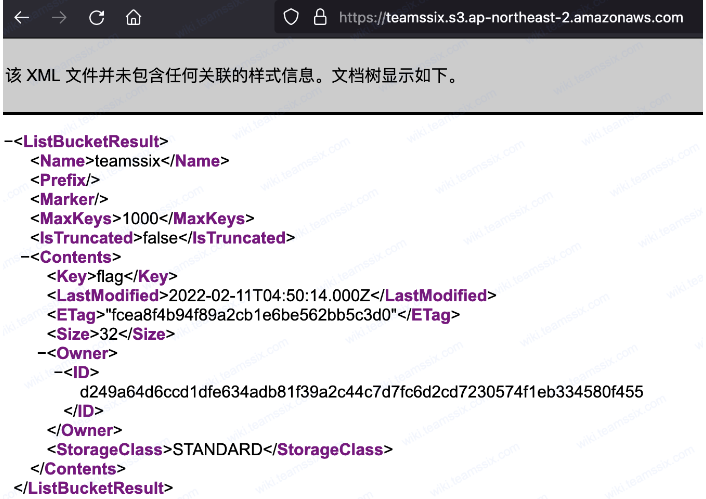 https://teamssix.s3.ap-northeast-2.amazonaws.com
该 XML 文件并未包含任何关联的样式信息。文档树显示如下。
−<ListBucketResult>
<Name>teamssix</Name>
<Prefix/>
<Marker/>
<MaxKeys>1000</MaxKeys>
<IsTruncated>false</IsTruncated>
−<Contents>
<Key>flag</Key>
<LastModified>2022-02-11T04:50:14.000Z</LastModified>
<ETag>"fcea8f4b94f89a2cb1e6be562bb5c3d0"</ETag>
<Size>32</Size>
−<Owner>
−<ID>
d249a64d6ccd1dfe634adb81f39a2c44c7d7fc6d2cd7230574f1eb334580f455
</ID>
</Owner>
<StorageClass>STANDARD</StorageClass>
</Contents>
</ListBucketResult>
wiki.teamssix.com